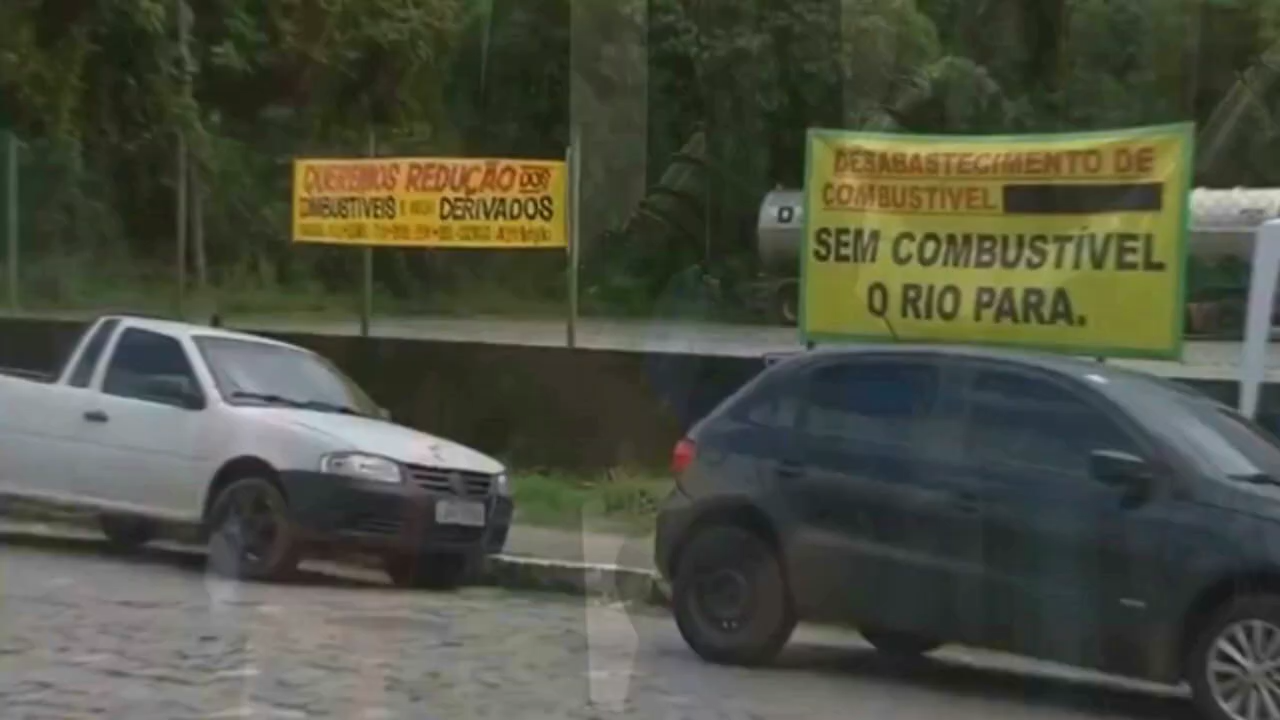 QUEREMOS REDUÇÃO DOS
COMBUSTÍVEIS E DERIVADOS
DESABASTECIMENTO DE
COMBUSTÍVEL
SEM COMBUSTÍVEL
O RIO PARA.
D